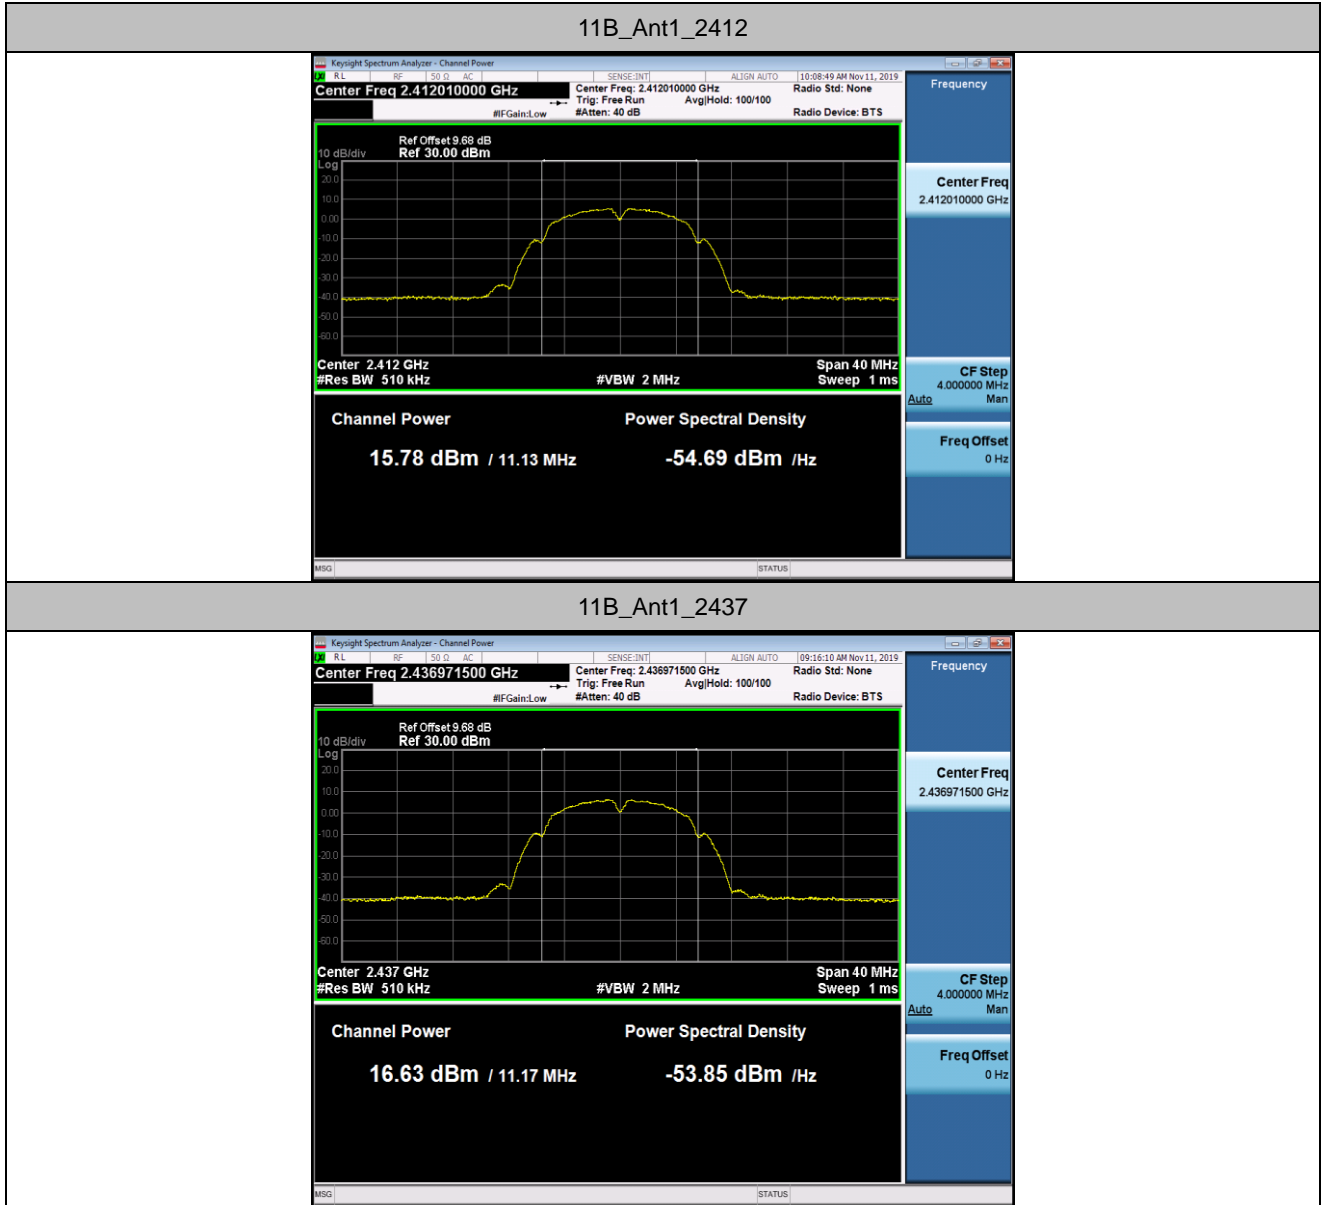 11B_Ant1_2412
Keysight Spectrum Analyzer - Channel Power
RL RF 50 Ω AC SENSE:INT ALIGN AUTO 10:08:49 AM Nov 11, 2019
Center Freq 2.412010000 GHz
Center Freq: 2.412010000 GHz Radio Std: None
Trig: Free Run Avg|Hold: 100/100
#IFGain:Low #Atten: 40 dB Radio Device: BTS
Frequency
Ref Offset 9.68 dB
10 dB/div Ref 30.00 dBm
Log
20.0
10.0
0.00
-10.0
-20.0
-30.0
-40.0
-50.0
-60.0
Center 2.412 GHz Span 40 MHz
#Res BW 510 kHz #VBW 2 MHz Sweep 1 ms
Center Freq
2.412010000 GHz
CF Step
4.000000 MHz
Auto Man
Freq Offset
0 Hz
Channel Power Power Spectral Density
15.78 dBm / 11.13 MHz -54.69 dBm /Hz
MSG STATUS
11B_Ant1_2437
Keysight Spectrum Analyzer - Channel Power
RL RF 50 Ω AC SENSE:INT ALIGN AUTO 09:16:10 AM Nov 11, 2019
Center Freq 2.436971500 GHz
Center Freq: 2.436971500 GHz Radio Std: None
Trig: Free Run Avg|Hold: 100/100
#IFGain:Low #Atten: 40 dB Radio Device: BTS
Frequency
Ref Offset 9.68 dB
10 dB/div Ref 30.00 dBm
Log
20.0
10.0
0.00
-10.0
-20.0
-30.0
-40.0
-50.0
-60.0
Center 2.437 GHz Span 40 MHz
#Res BW 510 kHz #VBW 2 MHz Sweep 1 ms
Center Freq
2.436971500 GHz
CF Step
4.000000 MHz
Auto Man
Freq Offset
0 Hz
Channel Power Power Spectral Density
16.63 dBm / 11.17 MHz -53.85 dBm /Hz
MSG STATUS